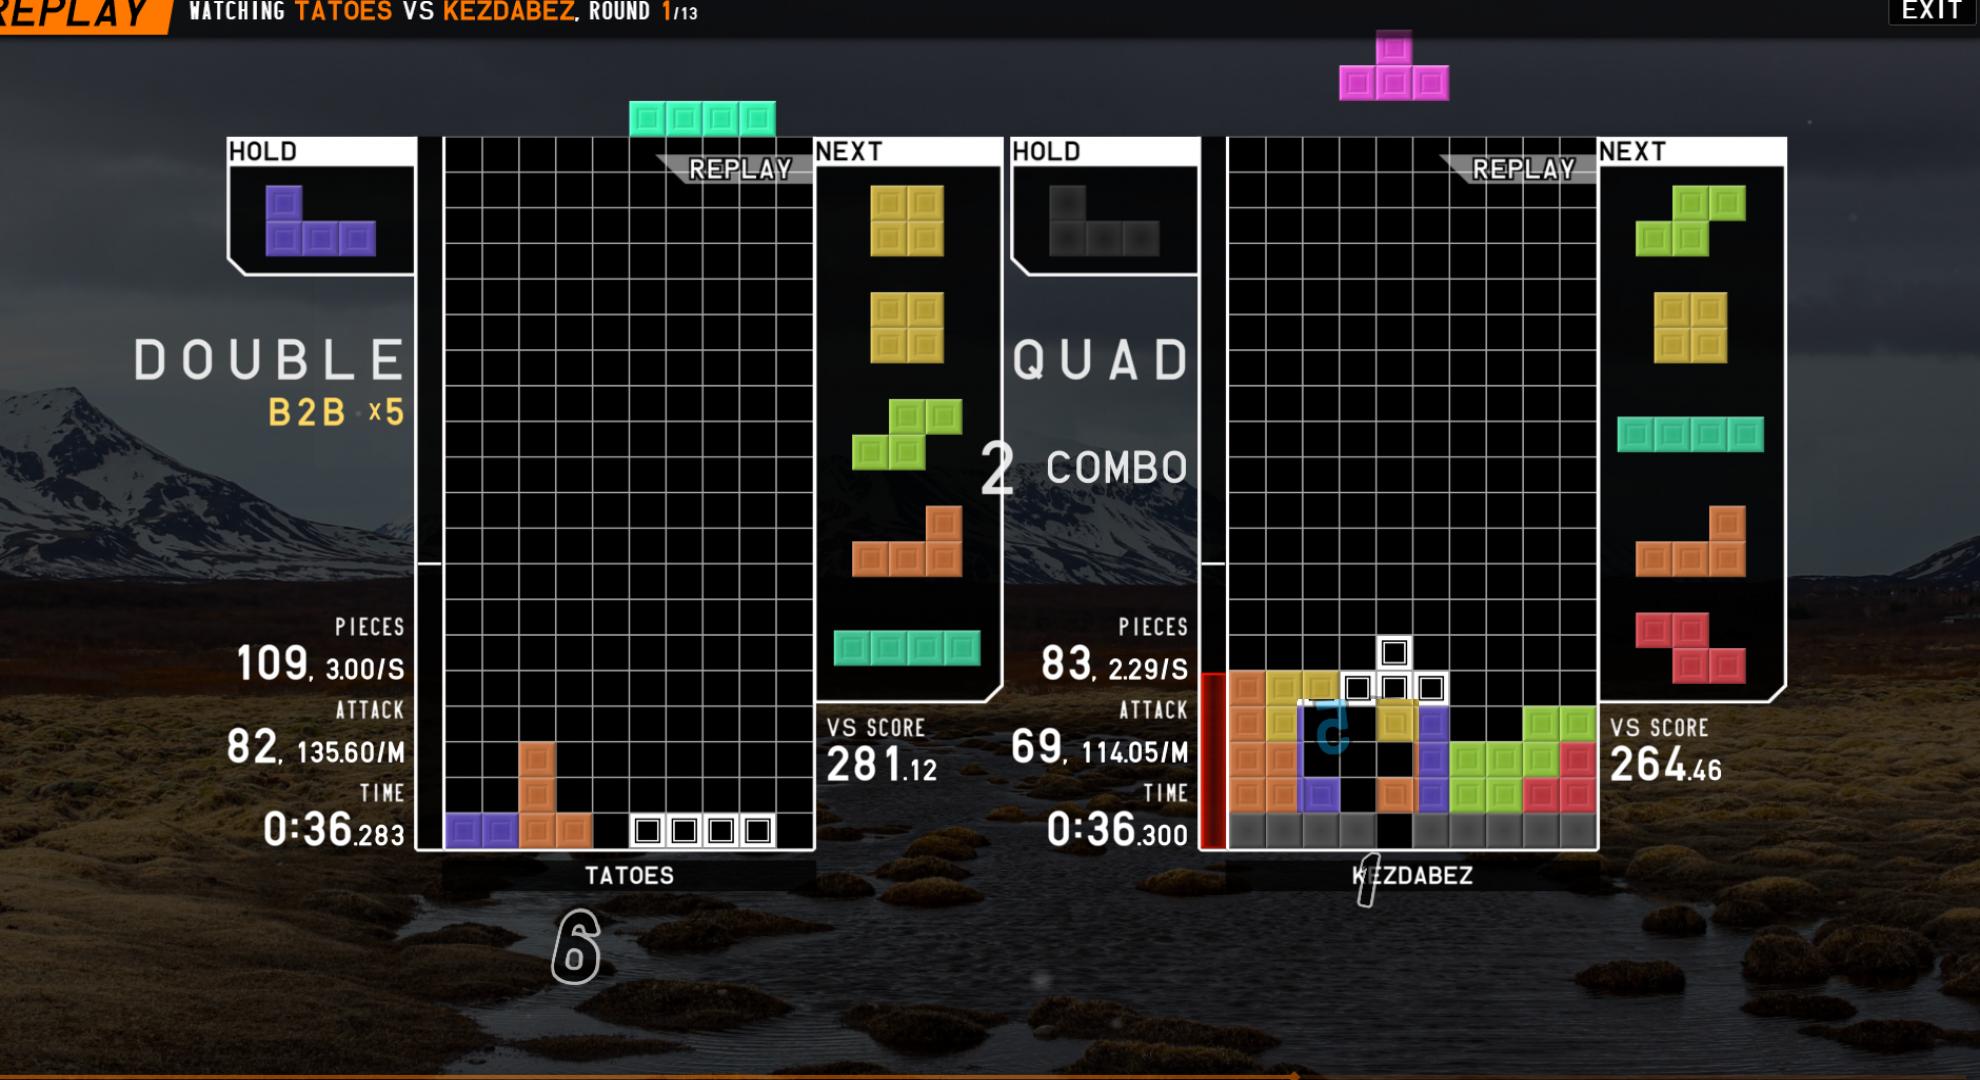 REPLAY WATCHING TATOES VS KEZDABEZ, ROUND 1/13
EXIT
HOLD
REPLAY
NEXT
HOLD
REPLAY
NEXT
DOUBLE
B2B ×5
QUAD
2 COMBO
PIECES
109, 3.00/S
ATTACK
82, 135.60/M
TIME
0:36.283
VS SCORE
281.12
PIECES
83, 2.29/S
ATTACK
69, 114.05/M
TIME
0:36.300
VS SCORE
264.46
TATOES
KEZDABEZ
1
6